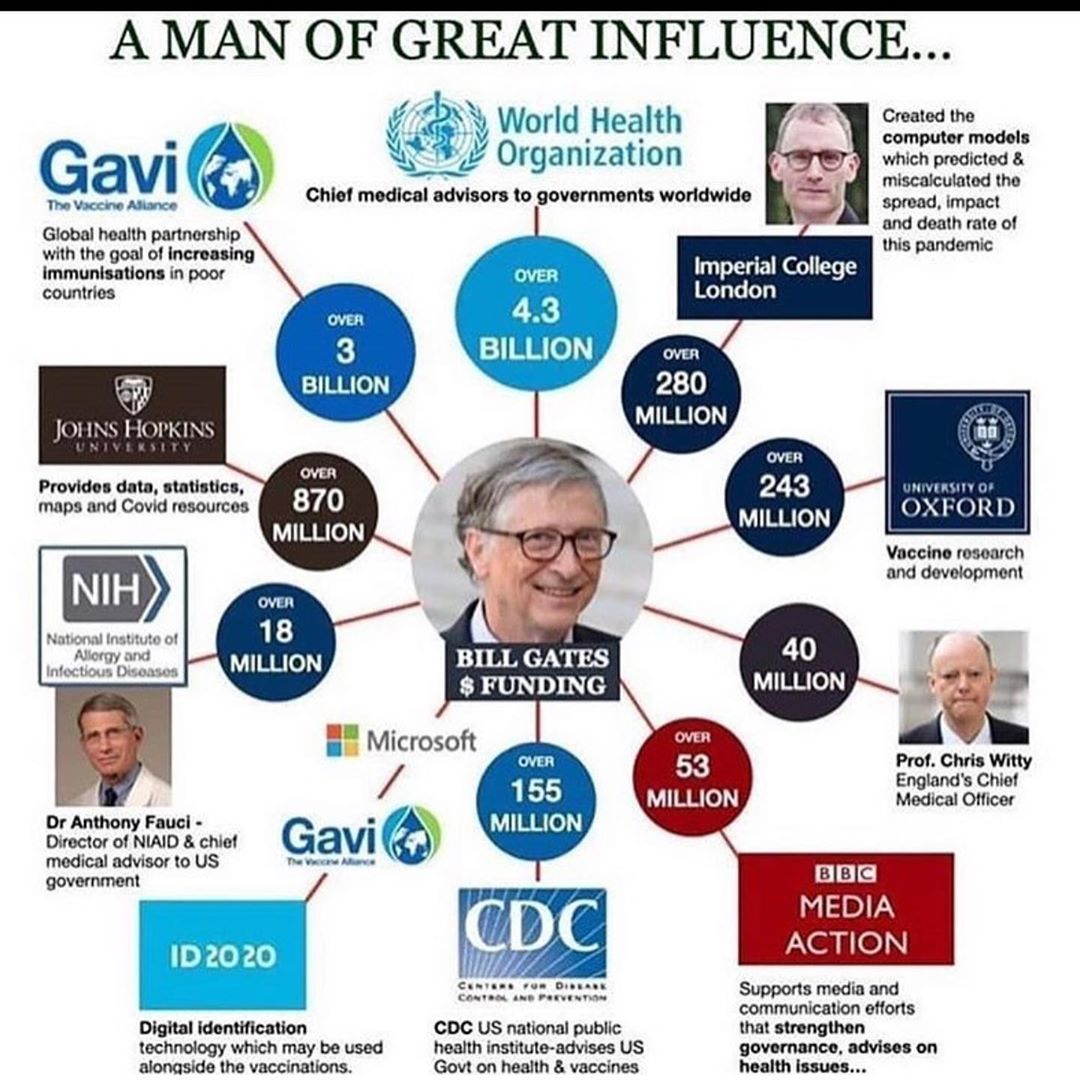 A MAN OF GREAT INFLUENCE...
Gavi
The Vaccine Alliance
Global health partnership
with the goal of increasing
immunisations in poor
countries
World Health
Organization
Chief medical advisors to governments worldwide
Created the
computer models
which predicted &
miscalculated the
spread, impact
and death rate of
this pandemic
Imperial College
London
OVER
3
BILLION
OVER
4.3
BILLION
OVER
280
MILLION
JOHNS HOPKINS
UNIVERSITY
Provides data, statistics,
maps and Covid resources
OVER
870
MILLION
OVER
243
MILLION
UNIVERSITY OF
OXFORD
Vaccine research
and development
NIH
National Institute of
Allergy and
Infectious Diseases
OVER
18
MILLION
BILL GATES
$ FUNDING
40
MILLION
Prof. Chris Witty
England's Chief
Medical Officer
Dr Anthony Fauci -
Director of NIAID & chief
medical advisor to US
government
Microsoft
Gavi
The Vaccine Alliance
ID2020
Digital identification
technology which may be used
alongside the vaccinations.
OVER
155
MILLION
CDC
CENTERS FOR DISEASE
CONTROL AND PREVENTION
CDC US national public
health institute-advises US
Govt on health & vaccines
OVER
53
MILLION
BBC
MEDIA
ACTION
Supports media and
communication efforts
that strengthen
governance, advises on
health issues...